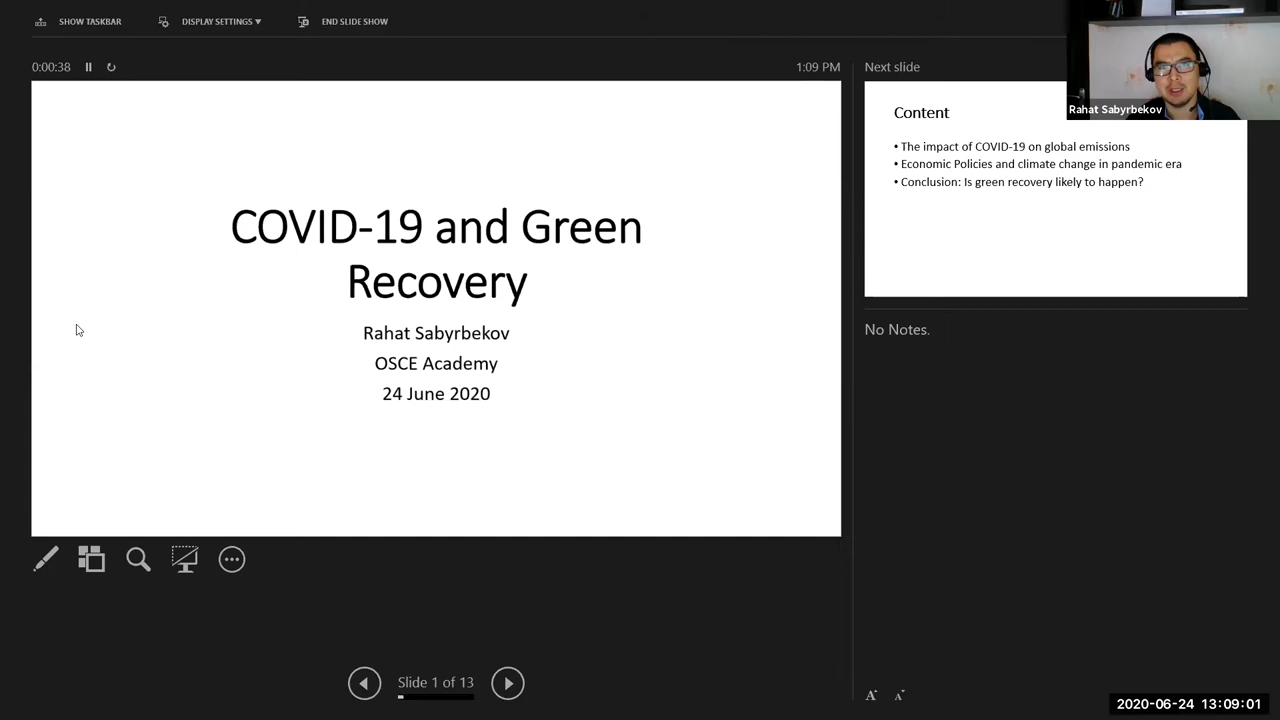 SHOW TASKBAR
DISPLAY SETTINGS ▼
END SLIDE SHOW
0:00:38
1:09 PM
COVID-19 and Green
Recovery
Rahat Sabyrbekov
OSCE Academy
24 June 2020
Slide 1 of 13
Next slide
Content
• The impact of COVID-19 on global emissions
• Economic Policies and climate change in pandemic era
• Conclusion: Is green recovery likely to happen?
No Notes.
A A
Rahat Sabyrbekov
2020-06-24 13:09:01